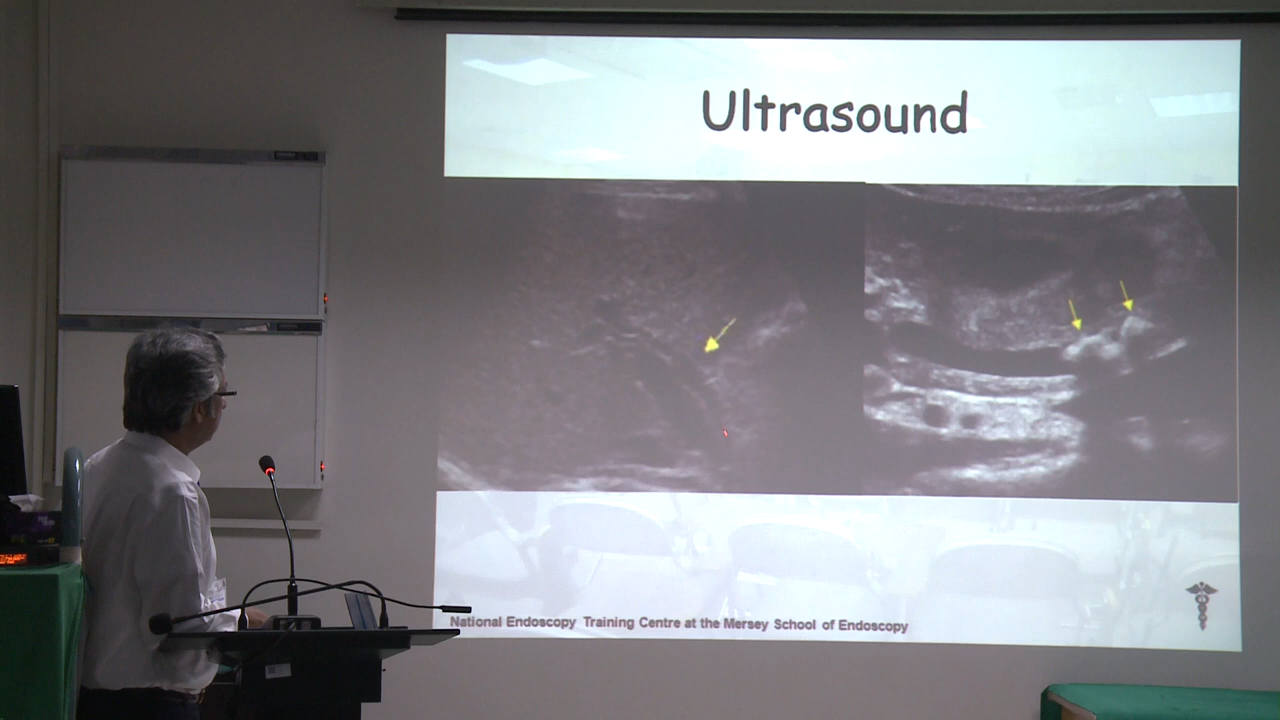 Ultrasound
National Endoscopy Training Centre at the Mersey School of Endoscopy